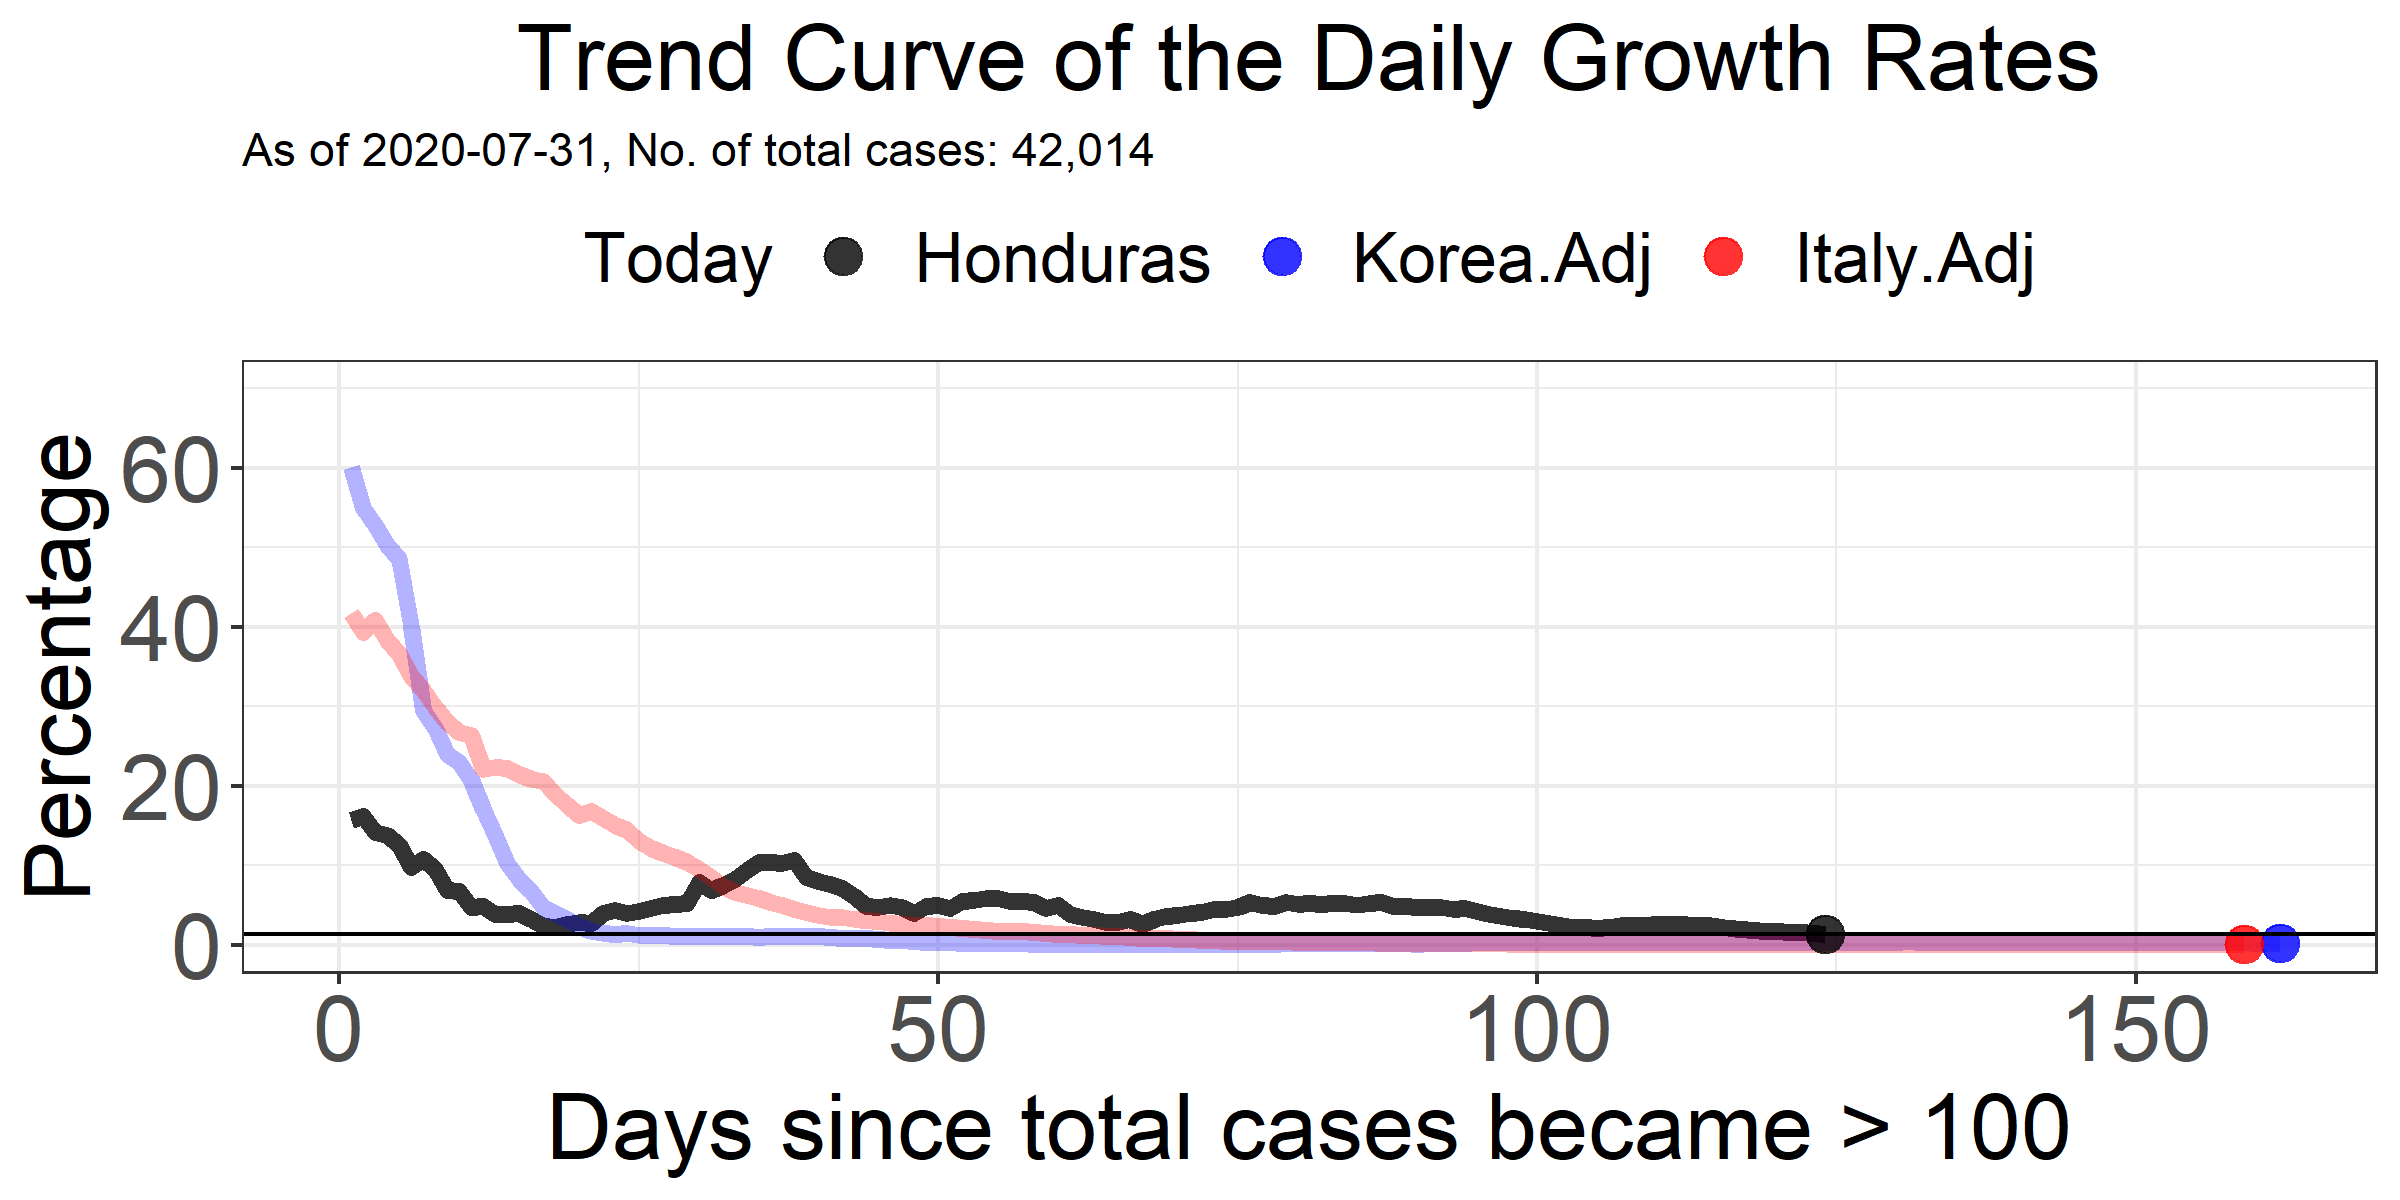 Trend Curve of the Daily Growth Rates
As of 2020-07-31, No. of total cases: 42,014
Today Honduras Korea.Adj Italy.Adj
Percentage
60
40
20
0
0 50 100 150
Days since total cases became > 100